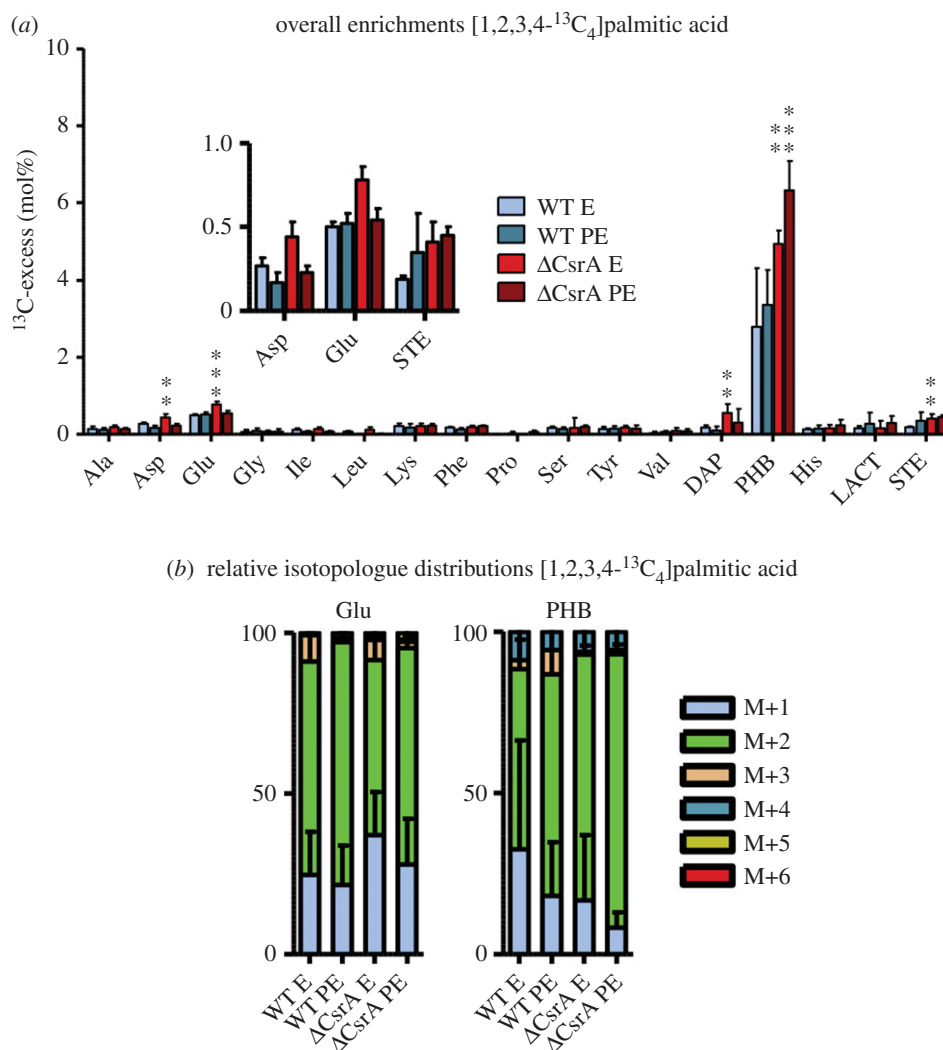 (a) overall enrichments [1,2,3,4-¹³C₄]palmitic acid
¹³C-excess (mol%)
10
8
6
4
2
0
1.0
0.5
0
Asp
Glu
STE
WT E
WT PE
ΔCsrA E
ΔCsrA PE
* *
* * *
* *
* *
* * *
* *
Ala
Asp
Glu
Gly
Ile
Leu
Lys
Phe
Pro
Ser
Tyr
Val
DAP
PHB
His
LACT
STE
(b) relative isotopologue distributions [1,2,3,4-¹³C₄]palmitic acid
Glu
100
50
0
WT E
WT PE
ΔCsrA E
ΔCsrA PE
PHB
100
50
0
WT E
WT PE
ΔCsrA E
ΔCsrA PE
M+1
M+2
M+3
M+4
M+5
M+6